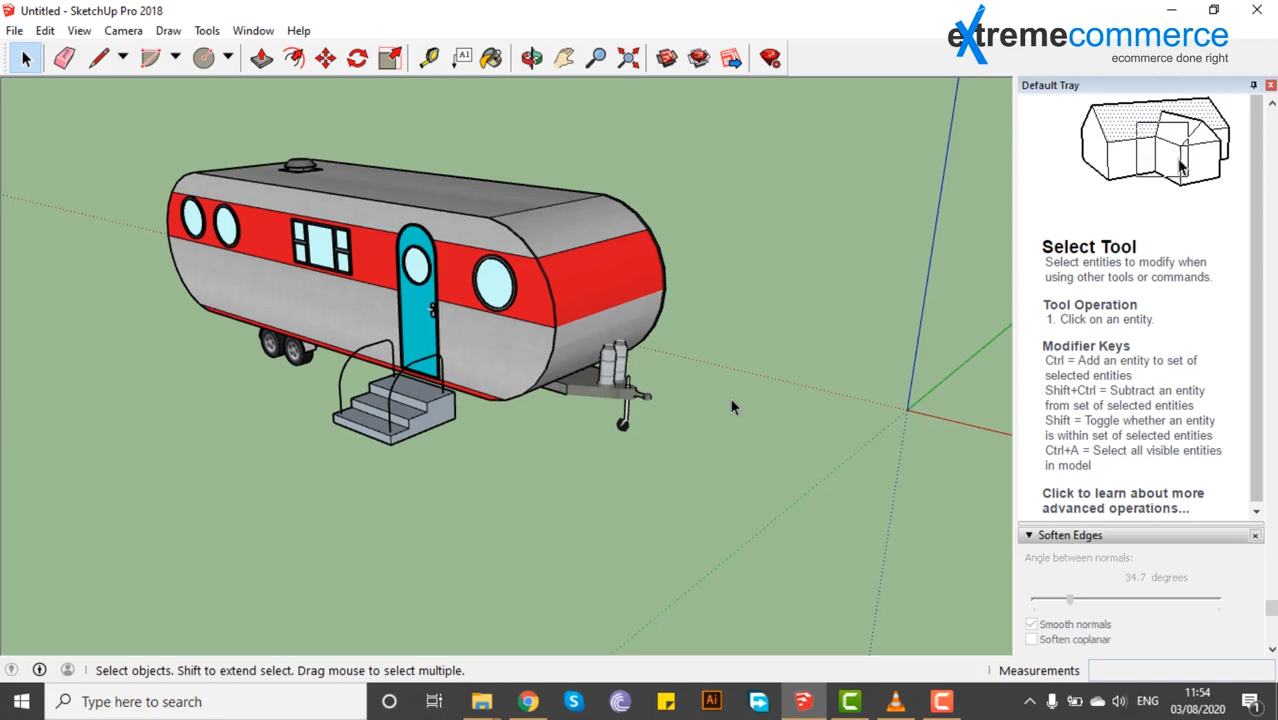 Untitled - SketchUp Pro 2018
File Edit View Camera Draw Tools Window Help
extremecommerce
ecommerce done right
A1
Default Tray
Select Tool
Select entities to modify when
using other tools or commands.
Tool Operation
1. Click on an entity.
Modifier Keys
Ctrl = Add an entity to set of
selected entities
Shift+Ctrl = Subtract an entity
from set of selected entities
Shift = Toggle whether an entity
is within set of selected entities
Ctrl+A = Select all visible entities
in model
Click to learn about more
advanced operations...
Soften Edges
Angle between normals:
34.7 degrees
Smooth normals
Soften coplanar
Select objects. Shift to extend select. Drag mouse to select multiple.
Measurements
Type here to search
Ai
ENG
11:54
03/08/2020
1